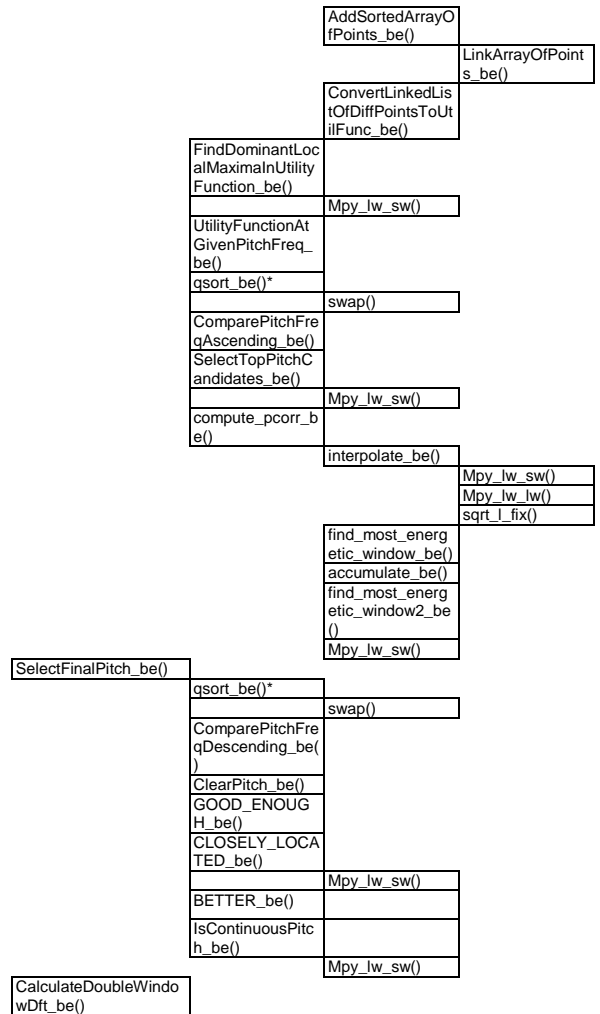 AddSortedArrayO
fPoints_be()
LinkArrayOfPoint
s_be()
ConvertLinkedLis
tOfDiffPointsToUt
ilFunc_be()
FindDominantLoc
alMaximaInUtility
Function_be()
Mpy_lw_sw()
UtilityFunctionAt
GivenPitchFreq_
be()
qsort_be()*
swap()
ComparePitchFre
qAscending_be()
SelectTopPitchC
andidates_be()
Mpy_lw_sw()
compute_pcorr_b
e()
interpolate_be()
Mpy_lw_sw()
Mpy_lw_lw()
sqrt_l_fix()
find_most_energ
etic_window_be()
accumulate_be()
find_most_energ
etic_window2_be
()
Mpy_lw_sw()
SelectFinalPitch_be()
qsort_be()*
swap()
ComparePitchFre
qDescending_be(
)
ClearPitch_be()
GOOD_ENOUG
H_be()
CLOSELY_LOCA
TED_be()
Mpy_lw_sw()
BETTER_be()
IsContinuousPitc
h_be()
Mpy_lw_sw()
CalculateDoubleWindo
wDft_be()